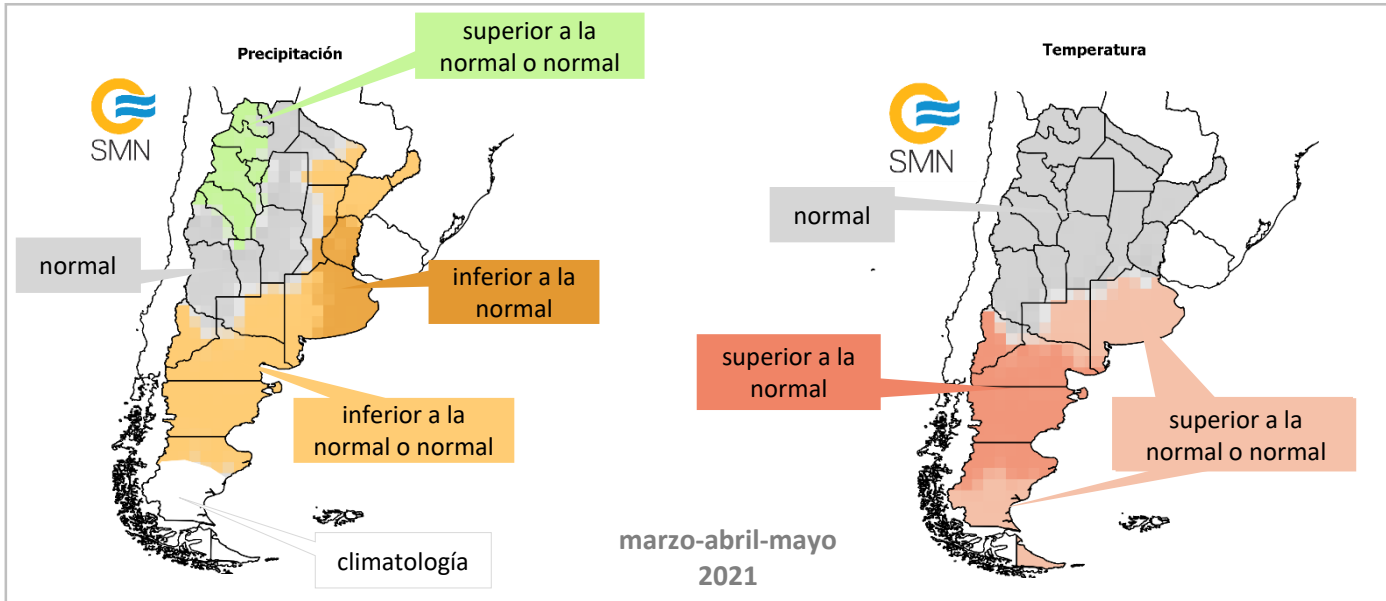 Precipitación
superior a la
normal o normal
SMN
normal
inferior a la
normal
inferior a la
normal o normal
climatología
marzo-abril-mayo
2021
Temperatura
SMN
normal
superior a la
normal
superior a la
normal o normal